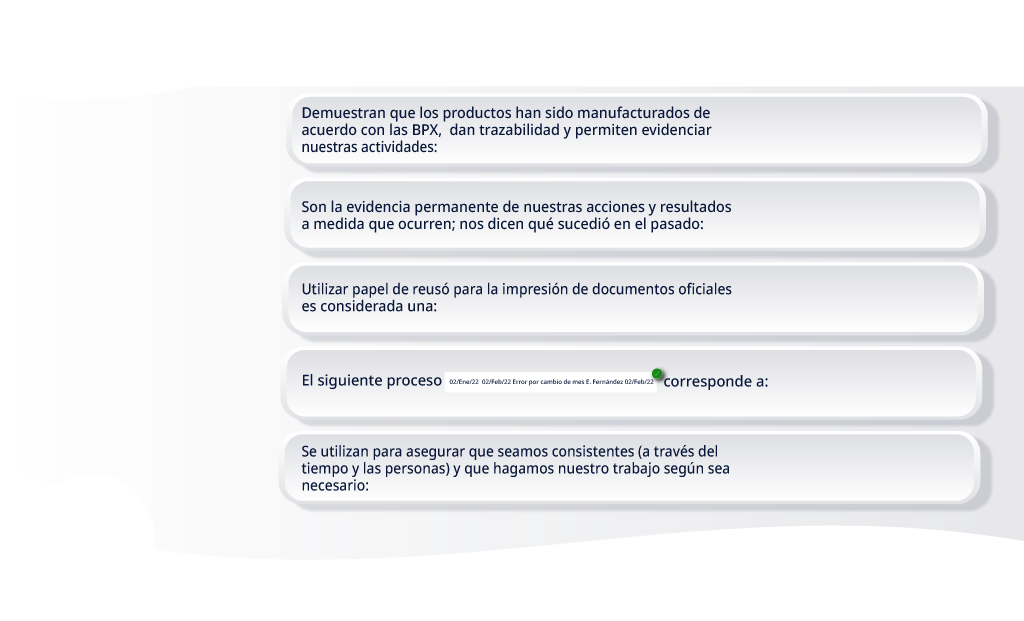 Demuestran que los productos han sido manufacturados de
acuerdo con las BPX, dan trazabilidad y permiten evidenciar
nuestras actividades:
Son la evidencia permanente de nuestras acciones y resultados
a medida que ocurren; nos dicen qué sucedió en el pasado:
Utilizar papel de reusó para la impresión de documentos oficiales
es considerada una:
El siguiente proceso 02/Ene/22 02/Feb/22 Error por cambio de mes E. Fernández 02/Feb/22 corresponde a:
Se utilizan para asegurar que seamos consistentes (a través del
tiempo y las personas) y que hagamos nuestro trabajo según sea
necesario: